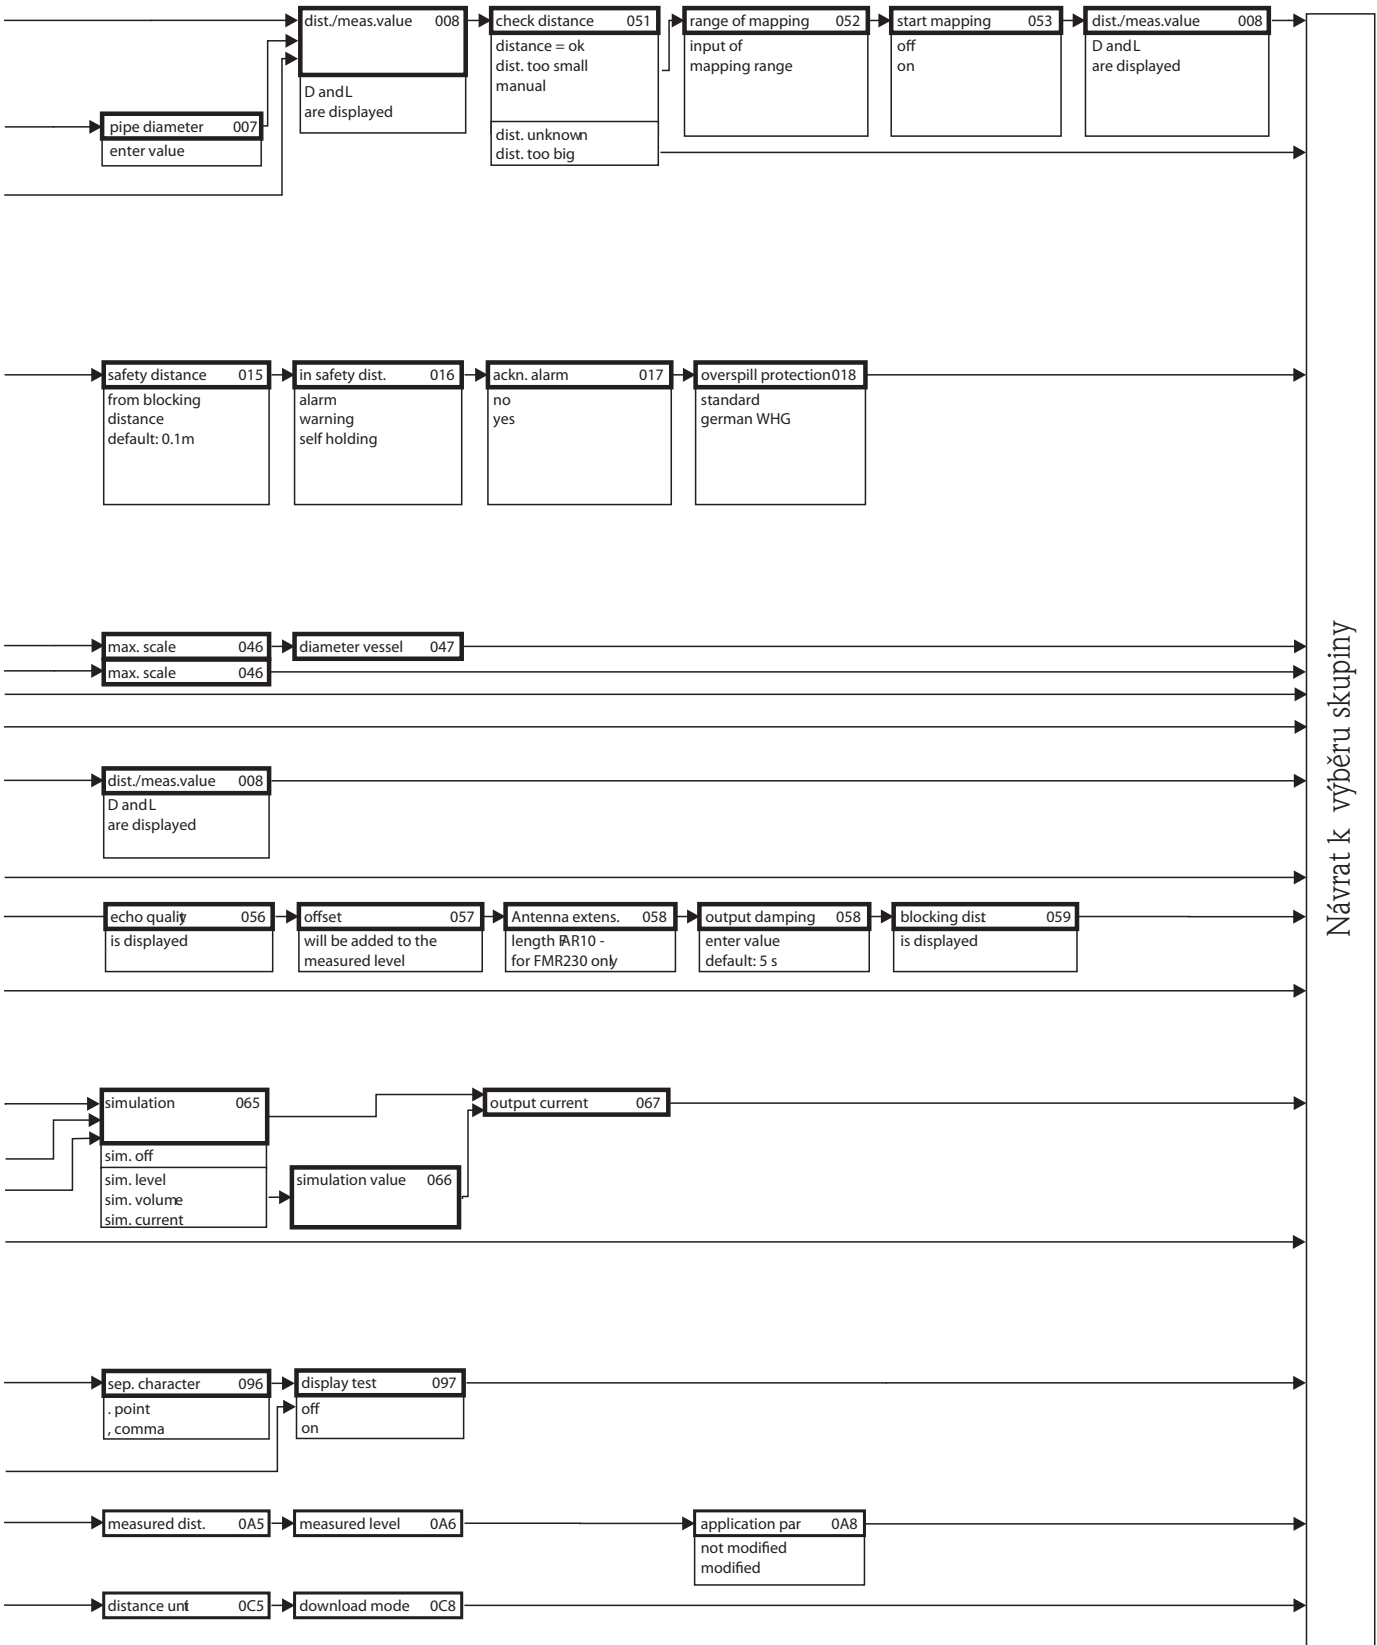 dist./meas.value 008
D and L
are displayed
check distance 051
distance = ok
dist. too small
manual
dist. unknown
dist. too big
range of mapping 052
input of
mapping range
start mapping 053
off
on
dist./meas.value 008
D and L
are displayed
pipe diameter 007
enter value
safety distance 015
from blocking
distance
default: 0.1m
in safety dist. 016
alarm
warning
self holding
ackn. alarm 017
no
yes
overspill protection 018
standard
german WHG
max. scale 046
diameter vessel 047
max. scale 046
dist./meas.value 008
D and L
are displayed
echo quality 056
is displayed
offset 057
will be added to the
measured level
Antenna extens. 058
length FAR10 -
for FMR230 only
output damping 058
enter value
default: 5 s
blocking dist. 059
is displayed
simulation 065
sim. off
sim. level
sim. volume
sim. current
simulation value 066
output current 067
sep. character 096
. point
, comma
display test 097
off
on
measured dist. 0A5
measured level 0A6
application par 0A8
not modified
modified
distance unit 0C5
download mode 0C8
Návrat k výběru skupiny